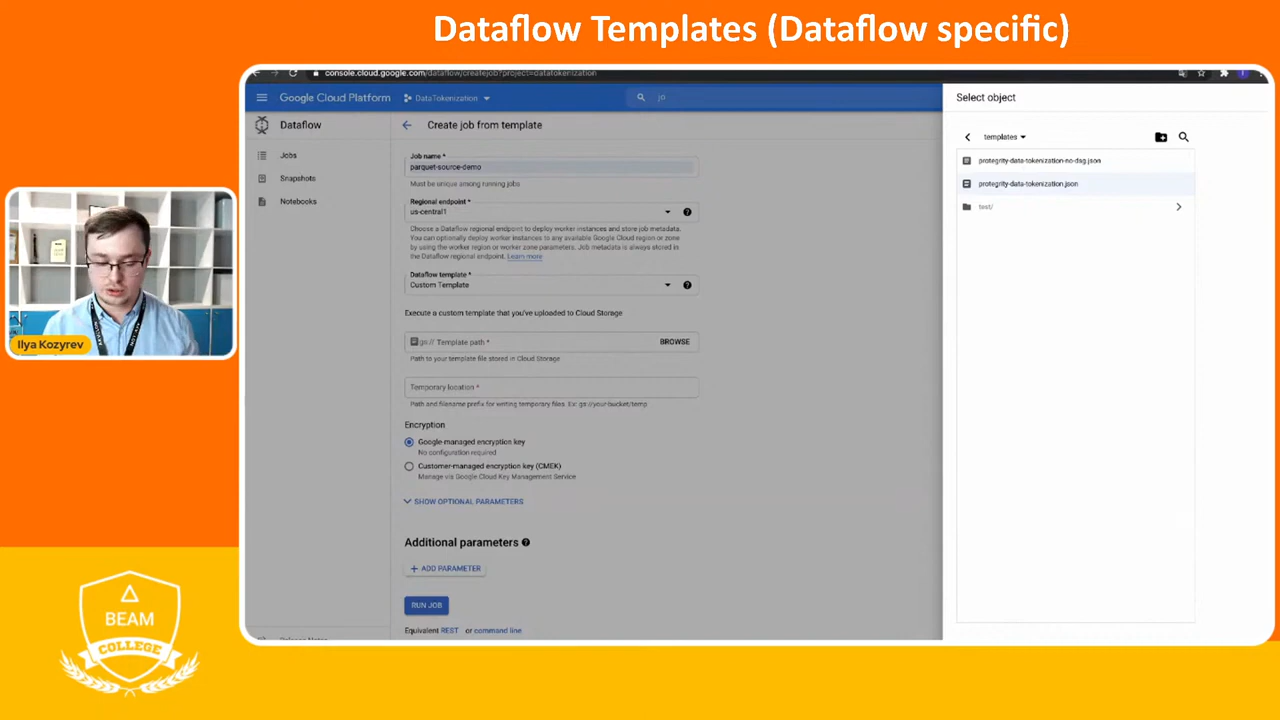 Dataflow Templates (Dataflow specific)
console.cloud.google.com/dataflow/createjob?project=datatokenization
Google Cloud Platform
DataTokenization
jo
Dataflow
Jobs
Snapshots
Notebooks
Create job from template
Job name *
parquet-source-demo
Must be unique among running jobs
Regional endpoint *
us-central1
Choose a Dataflow regional endpoint to deploy worker instances and store job metadata.
You can optionally deploy worker instances to any available Google Cloud region or zone
by using the worker region or worker zone parameters. Job metadata is always stored in
the Dataflow regional endpoint. Learn more
Dataflow template *
Custom Template
Execute a custom template that you've uploaded to Cloud Storage
gs:// Template path *
BROWSE
Path to your template file stored in Cloud Storage
Temporary location *
Path and filename prefix for writing temporary files. Ex: gs://your-bucket/temp
Encryption
Google-managed encryption key
No configuration required
Customer-managed encryption key (CMEK)
Manage via Google Cloud Key Management Service
SHOW OPTIONAL PARAMETERS
Additional parameters
ADD PARAMETER
RUN JOB
Equivalent REST or command line
Select object
templates
protegrity-data-tokenization-no-dsg.json
protegrity-data-tokenization.json
test/
Ilya Kozyrev
BEAM
COLLEGE